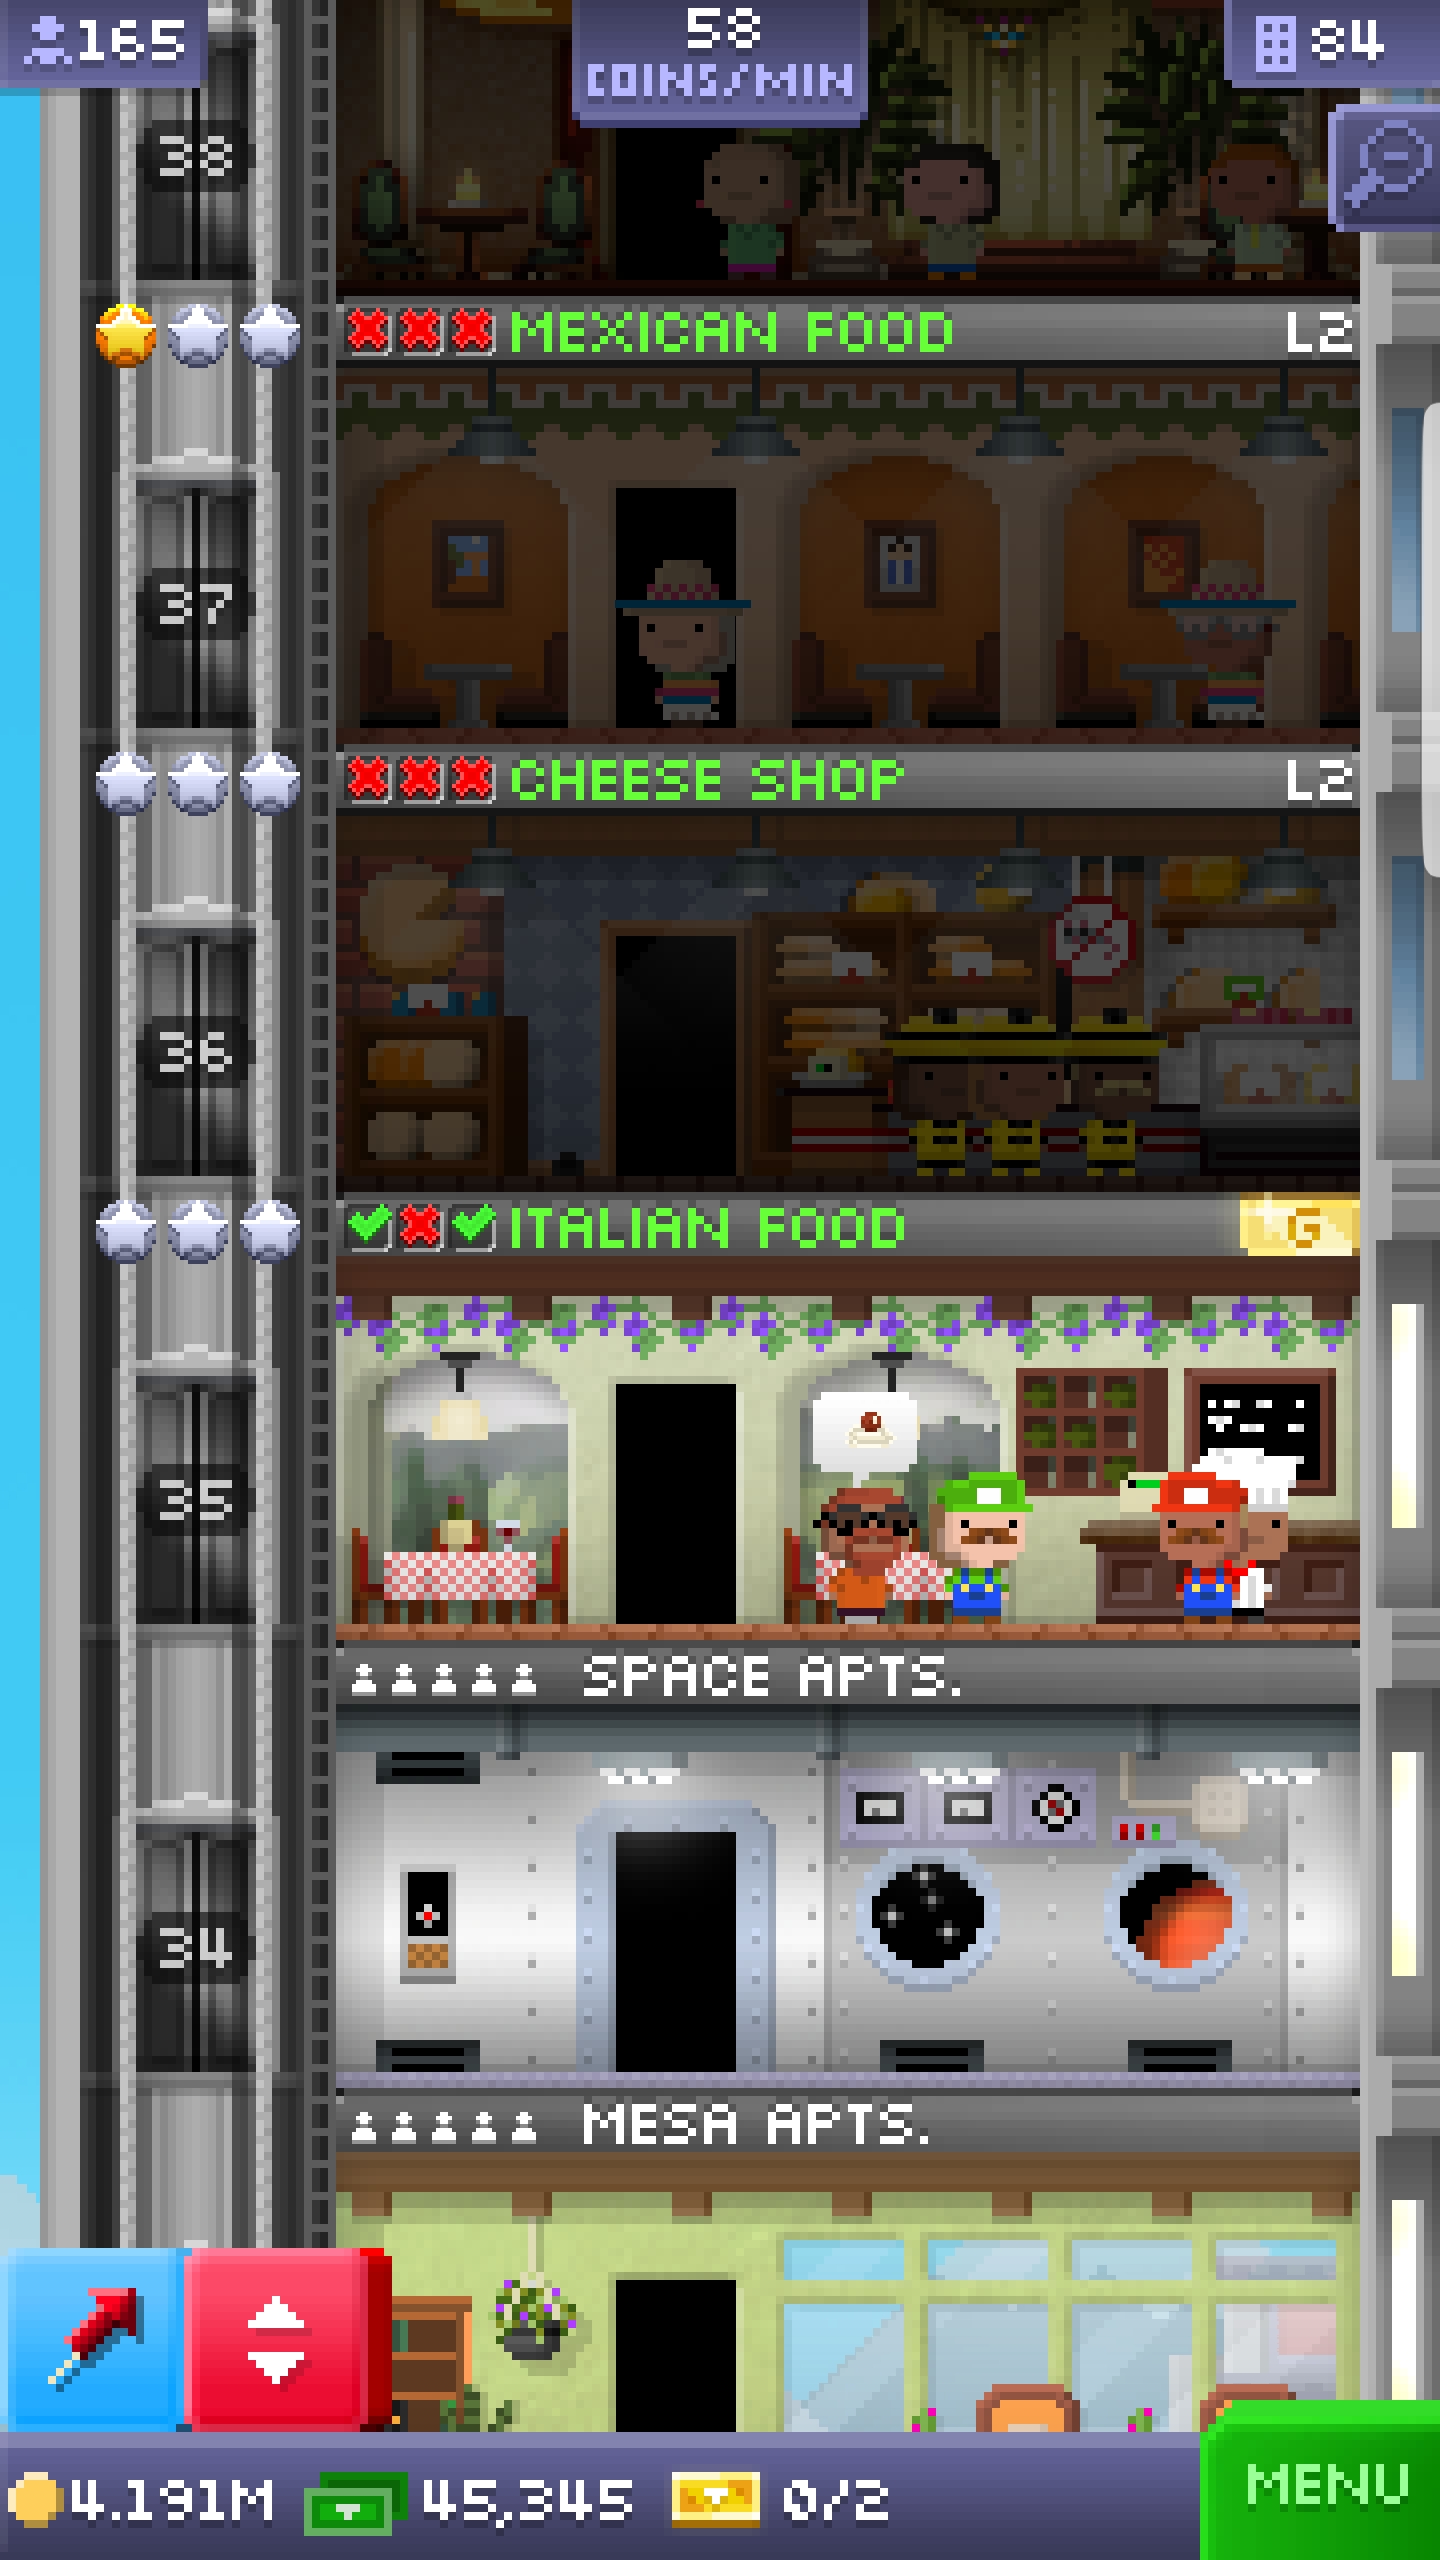 165
58
COINS/MIN
84
38
MEXICAN FOOD L2
37
CHEESE SHOP L2
36
ITALIAN FOOD G
35
SPACE APTS.
34
MESA APTS.
4.191M 45,345 0/2
MENU